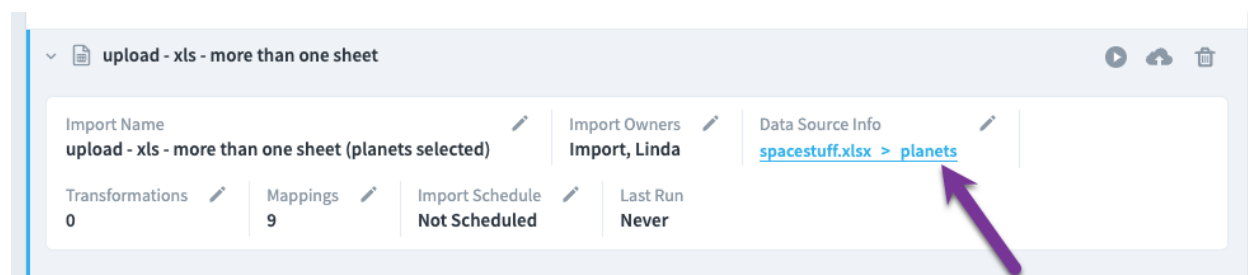 upload - xls - more than one sheet
Import Name
upload - xls - more than one sheet (planets selected)
Import Owners
Import, Linda
Data Source Info
spacestuff.xlsx > planets
Transformations
0
Mappings
9
Import Schedule
Not Scheduled
Last Run
Never